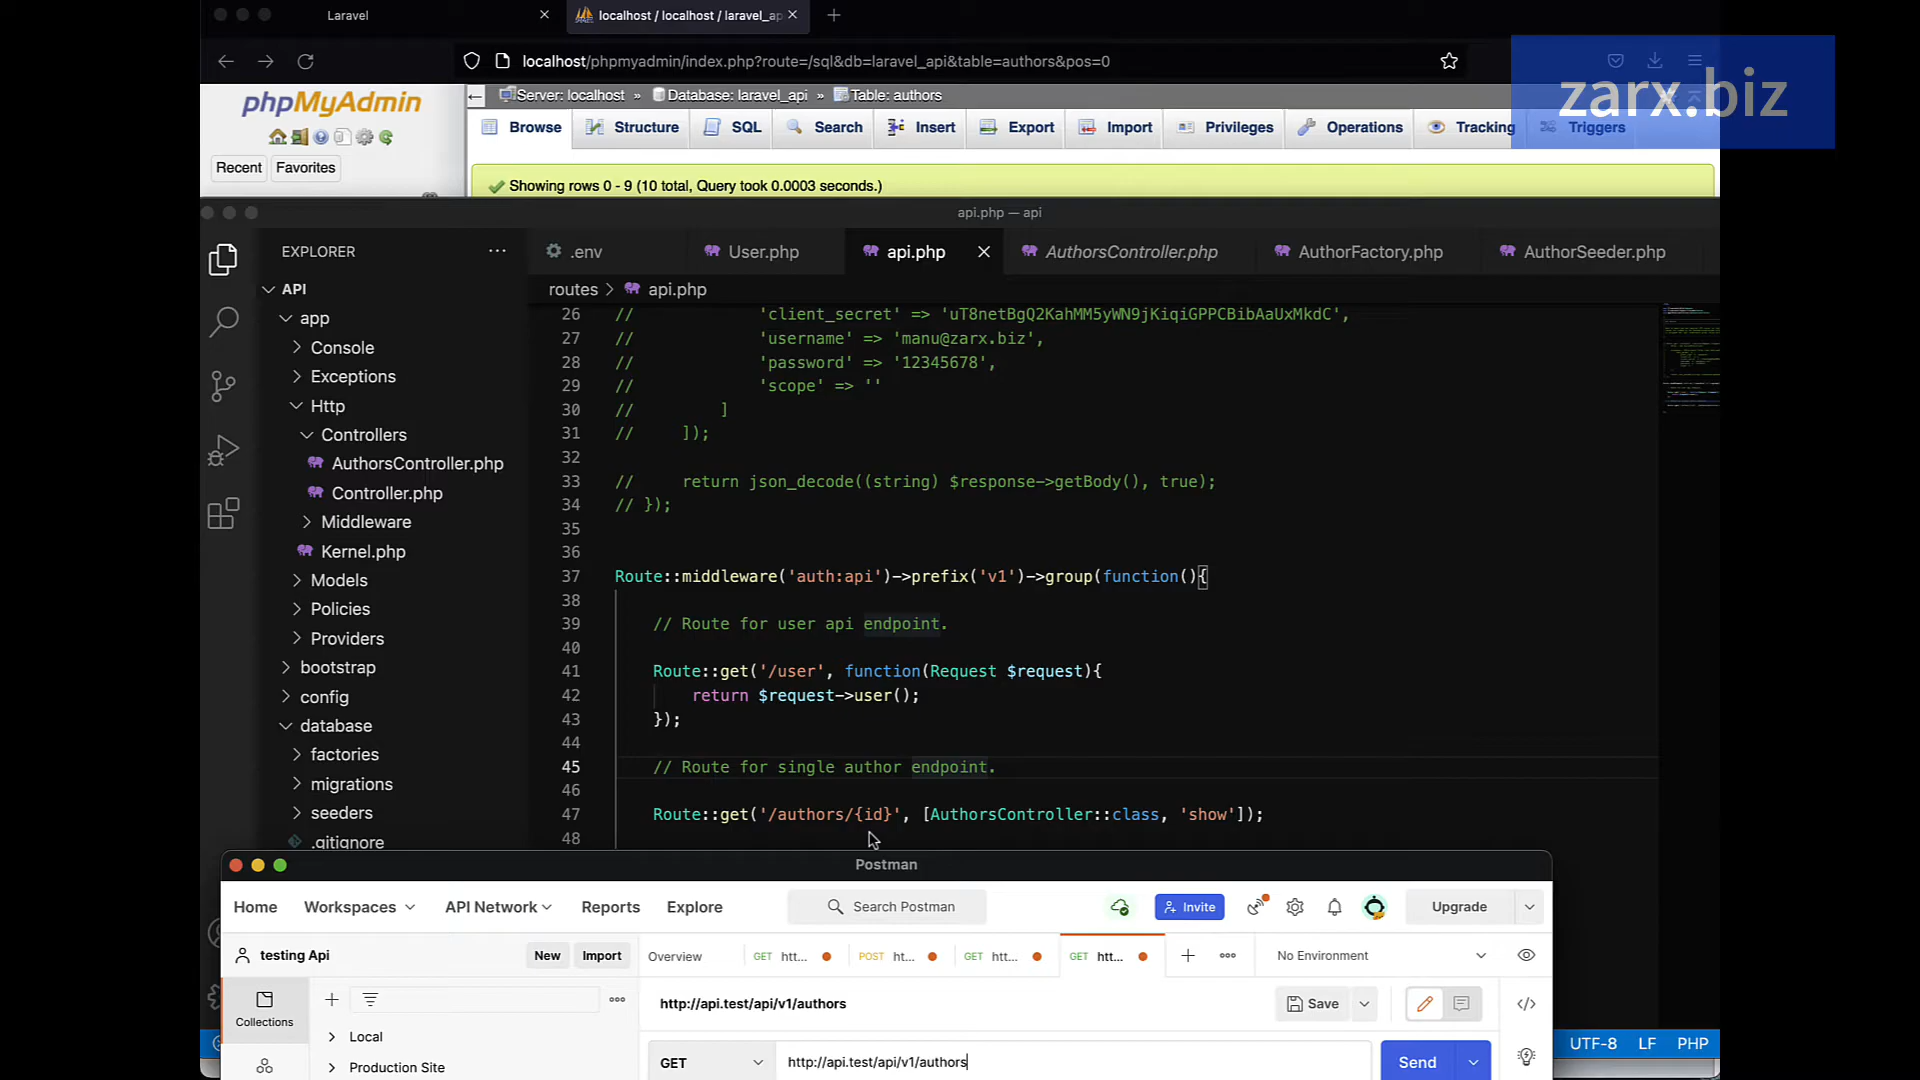 Laravel
localhost / localhost / laravel_ap
localhost/phpmyadmin/index.php?route=/sql&db=laravel_api&table=authors&pos=0
zarx.biz
phpMyAdmin
Server: localhost » Database: laravel_api » Table: authors
Browse Structure SQL Search Insert Export Import Privileges Operations Tracking Triggers
Recent Favorites
Showing rows 0 - 9 (10 total, Query took 0.0003 seconds.)
api.php — api
EXPLORER
.env User.php api.php AuthorsController.php AuthorFactory.php AuthorSeeder.php
routes > api.php
API
app
Console
Exceptions
Http
Controllers
AuthorsController.php
Controller.php
Middleware
Kernel.php
Models
Policies
Providers
bootstrap
config
database
factories
migrations
seeders
.gitignore
26 // 'client_secret' => 'uT8netBgQ2KahMM5yWN9jKiqiGPPCBibAaUxMkdC',
27 // 'username' => 'manu@zarx.biz',
28 // 'password' => '12345678',
29 // 'scope' => ''
30 // ]
31 // ]);
32
33 // return json_decode((string) $response->getBody(), true);
34 // });
35
36
37 Route::middleware('auth:api')->prefix('v1')->group(function(){
38
39 // Route for user api endpoint.
40
41 Route::get('/user', function(Request $request){
42 return $request->user();
43 });
44
45 // Route for single author endpoint.
46
47 Route::get('/authors/{id}', [AuthorsController::class, 'show']);
48
Postman
Home Workspaces API Network Reports Explore Search Postman Invite Upgrade
testing Api New Import Overview GET htt... POST ht... GET htt... GET htt... No Environment
Collections
http://api.test/api/v1/authors Save
Local
Production Site
GET http://api.test/api/v1/authors Send
UTF-8 LF PHP